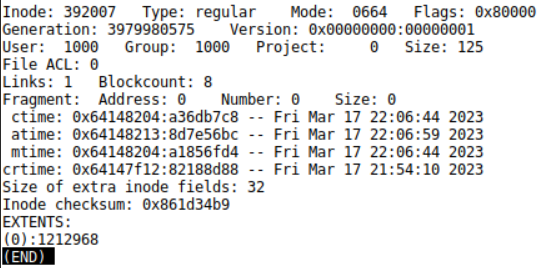 Inode: 392007   Type: regular    Mode:  0664   Flags: 0x80000
Generation: 3979980575    Version: 0x00000000:00000001
User:  1000   Group:  1000   Project:     0   Size: 125
File ACL: 0
Links: 1   Blockcount: 8
Fragment:  Address: 0    Number: 0    Size: 0
 ctime: 0x64148204:a36db7c8 -- Fri Mar 17 22:06:44 2023
 atime: 0x64148213:8d7e56bc -- Fri Mar 17 22:06:59 2023
 mtime: 0x64148204:a1856fd4 -- Fri Mar 17 22:06:44 2023
crtime: 0x64147f12:82188d88 -- Fri Mar 17 21:54:10 2023
Size of extra inode fields: 32
Inode checksum: 0x861d34b9
EXTENTS:
(0):1212968
(END)